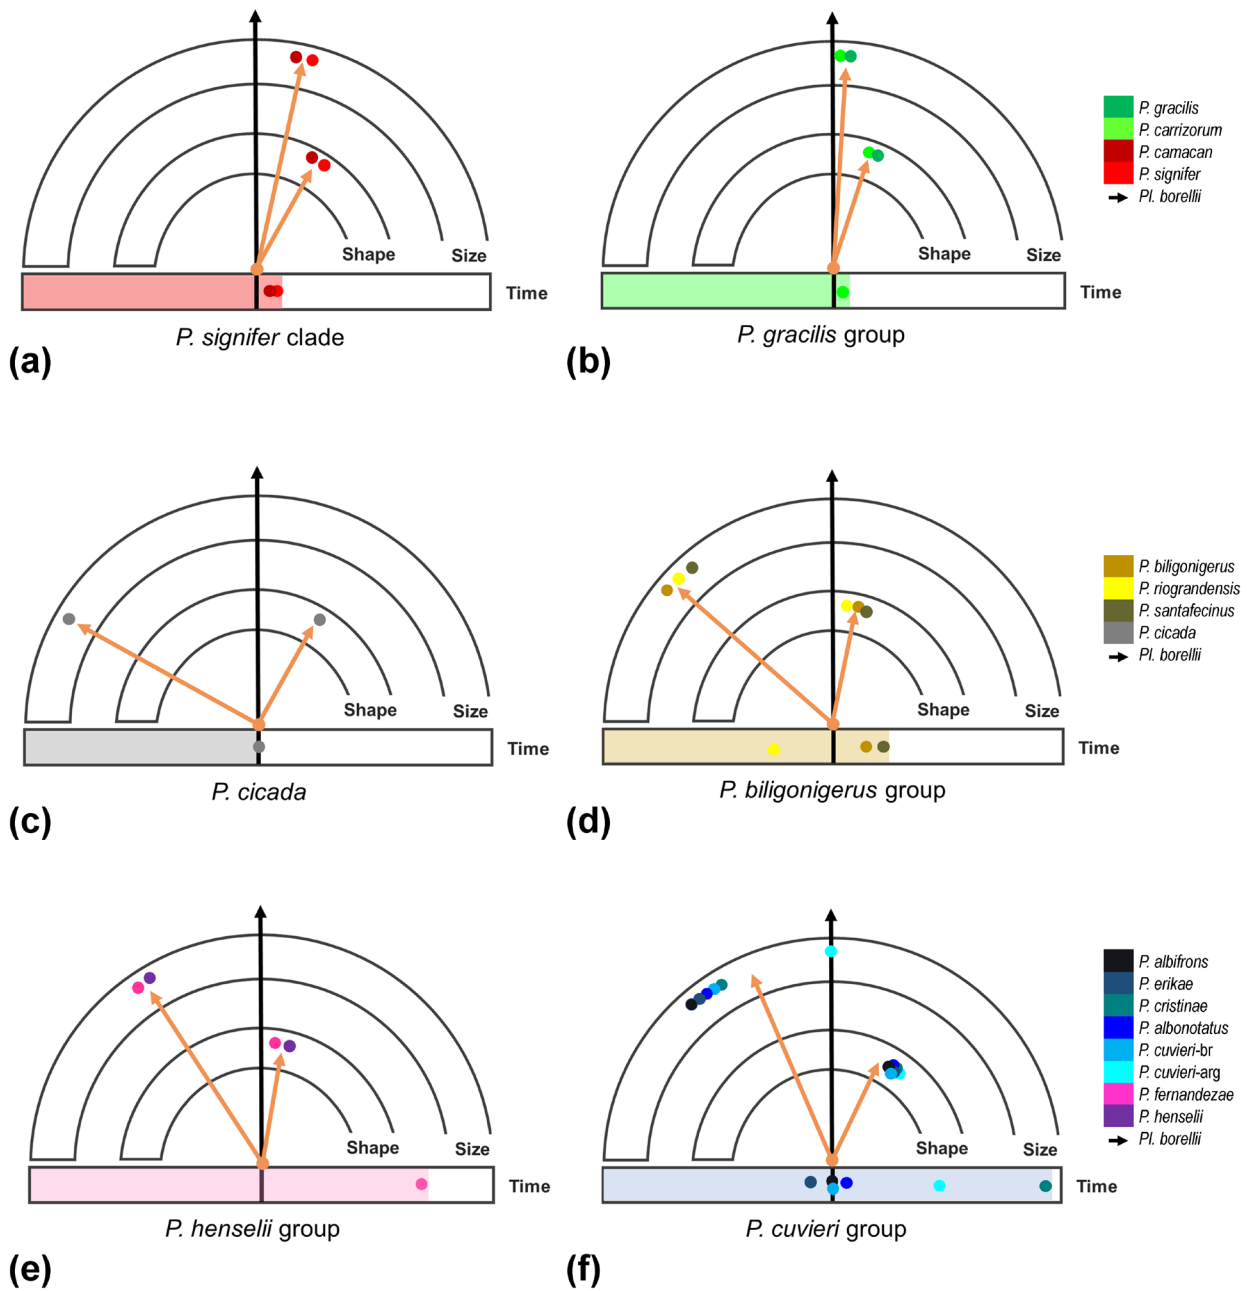 Shape
Size
Time
P. signifer clade
(a)
Shape
Size
Time
P. gracilis group
(b)
P. gracilis
P. carrizorum
P. camacan
P. signifer
Pl. borellii
Shape
Size
Time
P. cicada
(c)
Shape
Size
Time
P. biligonigerus group
(d)
P. biligonigerus
P. riograndensis
P. santafecinus
P. cicada
Pl. borellii
Shape
Size
Time
P. henselii group
(e)
Shape
Size
Time
P. cuvieri group
(f)
P. albifrons
P. erikae
P. cristinae
P. albonotatus
P. cuvieri-br
P. cuvieri-arg
P. fernandezae
P. henselii
Pl. borellii